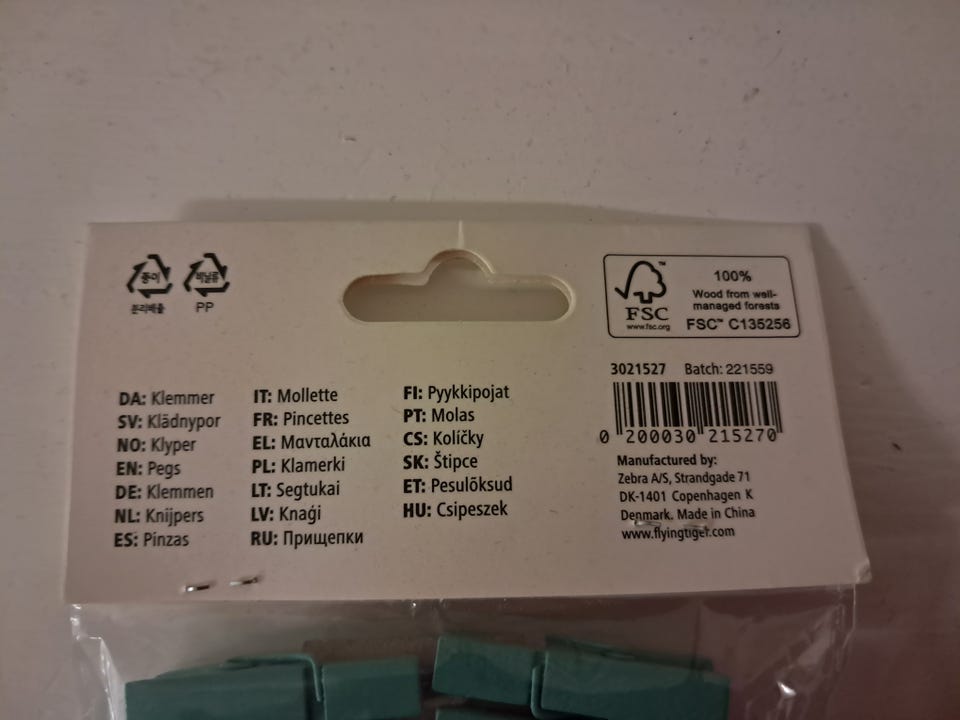 종이
비닐류
분리배출
PP
DA: Klemmer
SV: Klädnypor
NO: Klyper
EN: Pegs
DE: Klemmen
NL: Knijpers
ES: Pinzas
IT: Mollette
FR: Pincettes
EL: Μανταλάκια
PL: Klamerki
LT: Segtukai
LV: Knaģi
RU: Прищепки
FI: Pyykkipojat
PT: Molas
CS: Kolíčky
SK: Štipce
ET: Pesulõksud
HU: Csipeszek
TM
FSC
www.fsc.org
100%
Wood from well-
managed forests
FSC™ C135256
3021527 Batch: 221559
0 200030 215270
Manufactured by:
Zebra A/S, Strandgade 71
DK-1401 Copenhagen K
Denmark. Made in China
www.flyingtiger.com